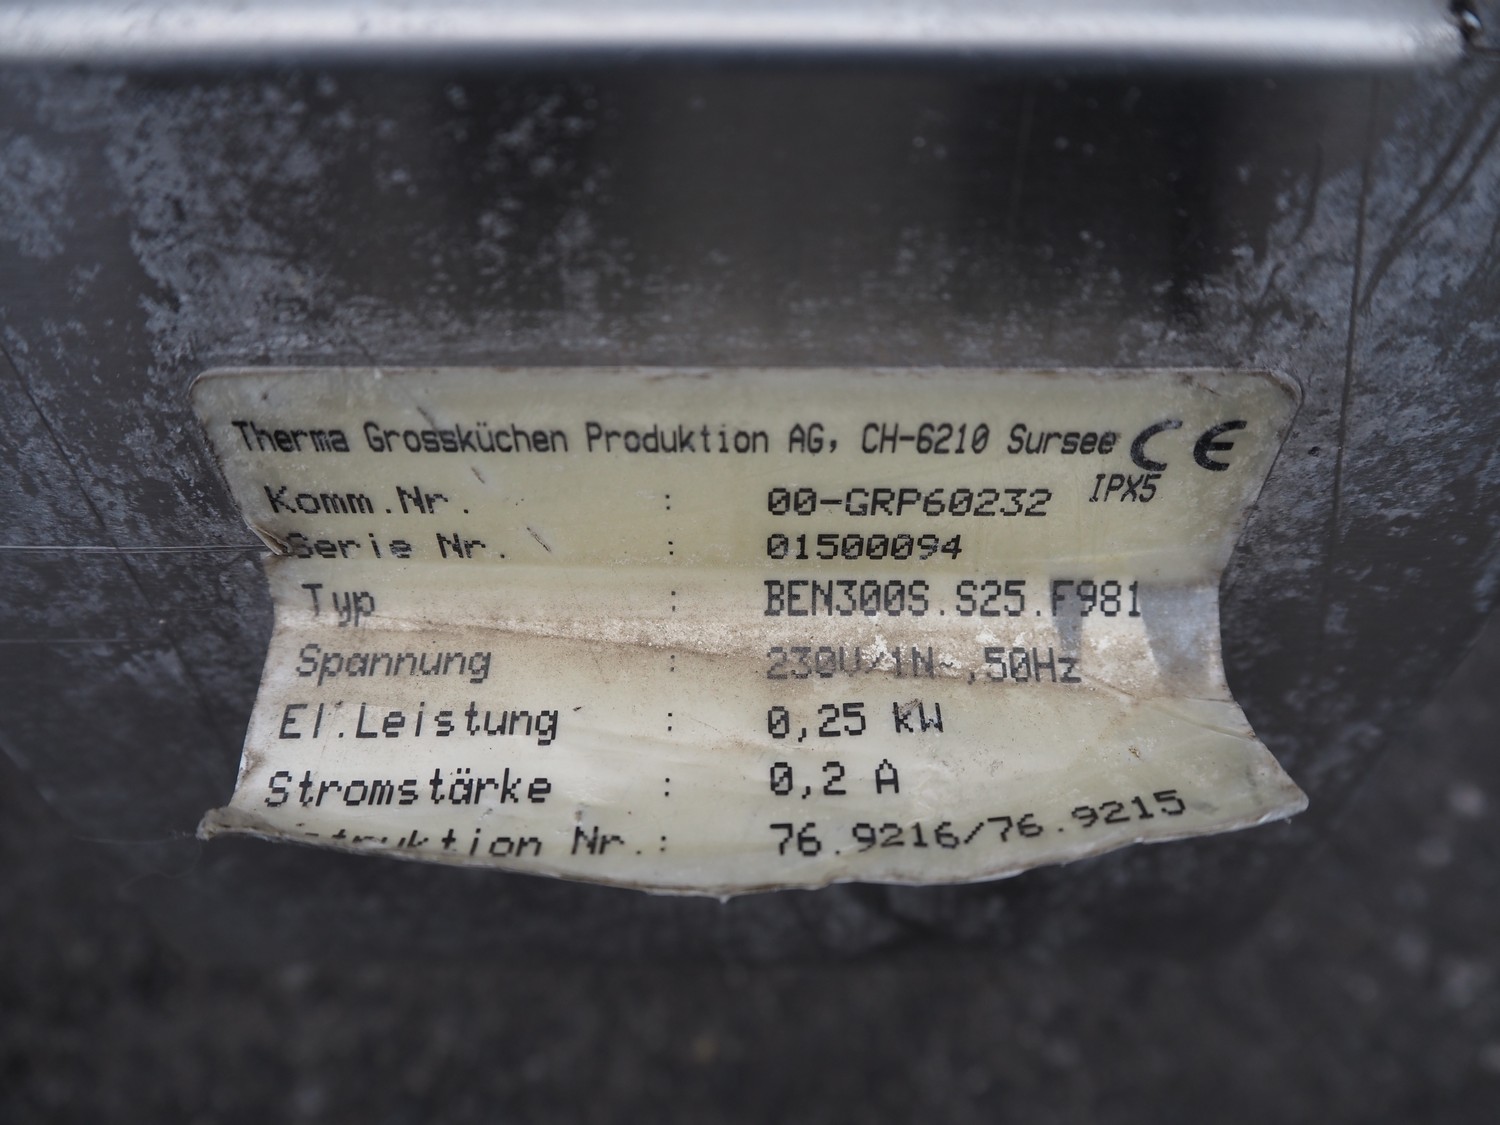 Therma Grossküchen Produktion AG, CH-6210 Sursee CE
IPX5
Komm.Nr. : 00-GRP60232
Serie Nr. : 01500094
Typ : BEN300S.S25.F981
Spannung : 230V/1N~,50Hz
El.Leistung : 0,25 kW
Stromstärke : 0,2 A
Nr.: 76.9216/76.9215